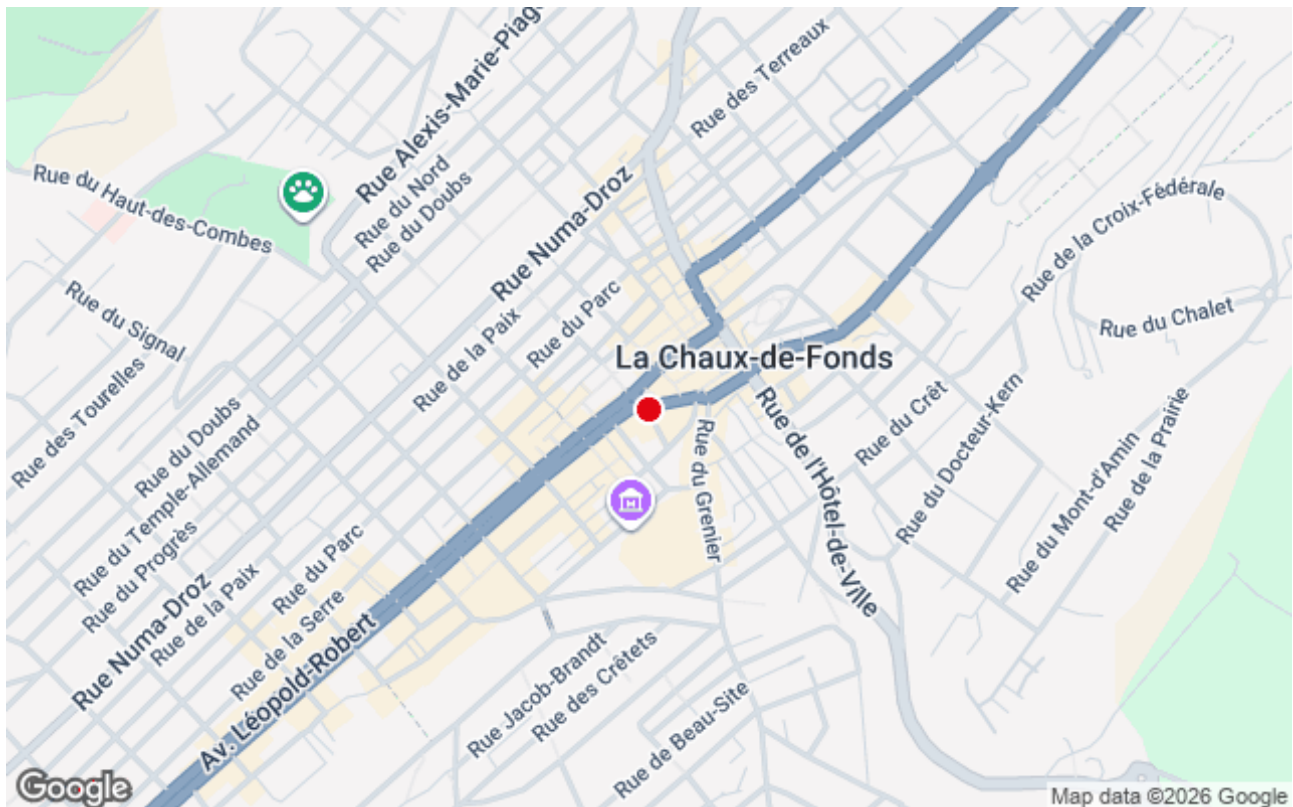 Rue Alexis-Marie-Piag
Rue des Terreaux
Rue du Haut-des-Combes
Rue du Nord
Rue du Doubs
Rue Numa-Droz
Rue de la Croix-Fédérale
Rue du Signal
Rue du Parc
Rue de la Paix
Rue du Chalet
La Chaux-de-Fonds
Rue des Tourelles
Rue du Doubs
Rue du Temple-Allemand
Rue du Progrès
Rue du Grenier
Rue de l'Hôtel-de-Ville
Rue du Crêt
Rue du Docteur-Kern
Rue du Mont-d'Amin
Rue de la Prairie
Rue Numa-Droz
Rue de la Paix
Rue du Parc
Rue de la Serre
Av. Léopold-Robert
Rue Jacob-Brandt
Rue des Crêtets
Rue de Beau-Site
Google
Map data ©2026 Google